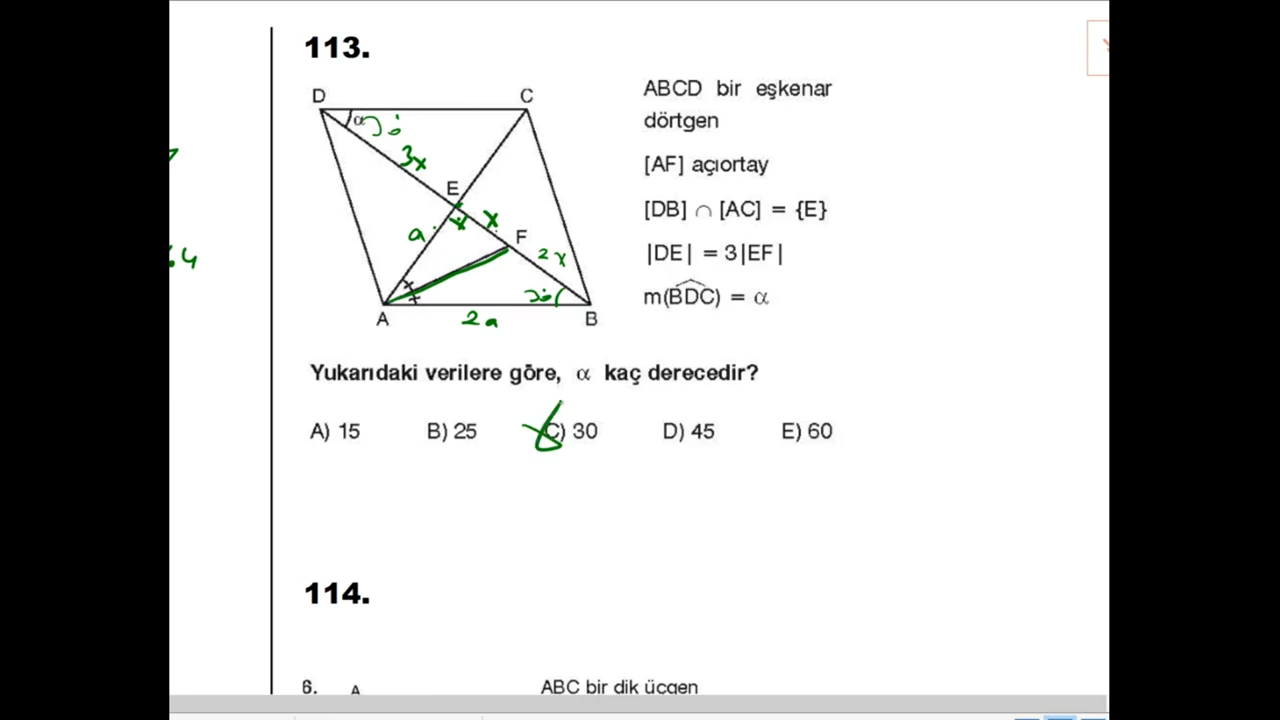 113.
D
C
α 30
3x
E
x
a
F
2x
30
A
2a
B
ABCD bir eşkenar
dörtgen
[AF] açıortay
[DB] ∩ [AC] = {E}
|DE| = 3|EF|
m(BDC) = α
Yukarıdaki verilere göre, α kaç derecedir?
A) 15 B) 25 C) 30 D) 45 E) 60
114.
6. A ABC bir dik üçgen